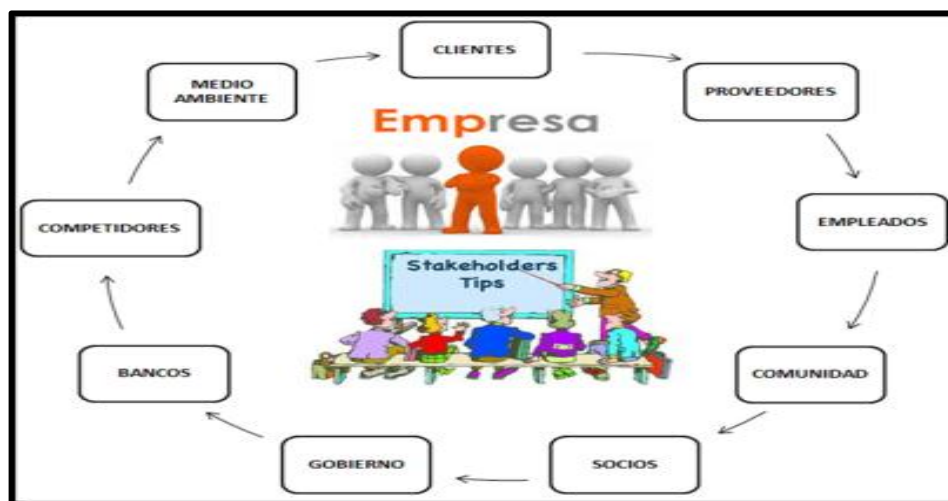 CLIENTES
PROVEEDORES
EMPLEADOS
COMUNIDAD
SOCIOS
GOBIERNO
BANCOS
COMPETIDORES
MEDIO
AMBIENTE
Empresa
Stakeholders
Tips